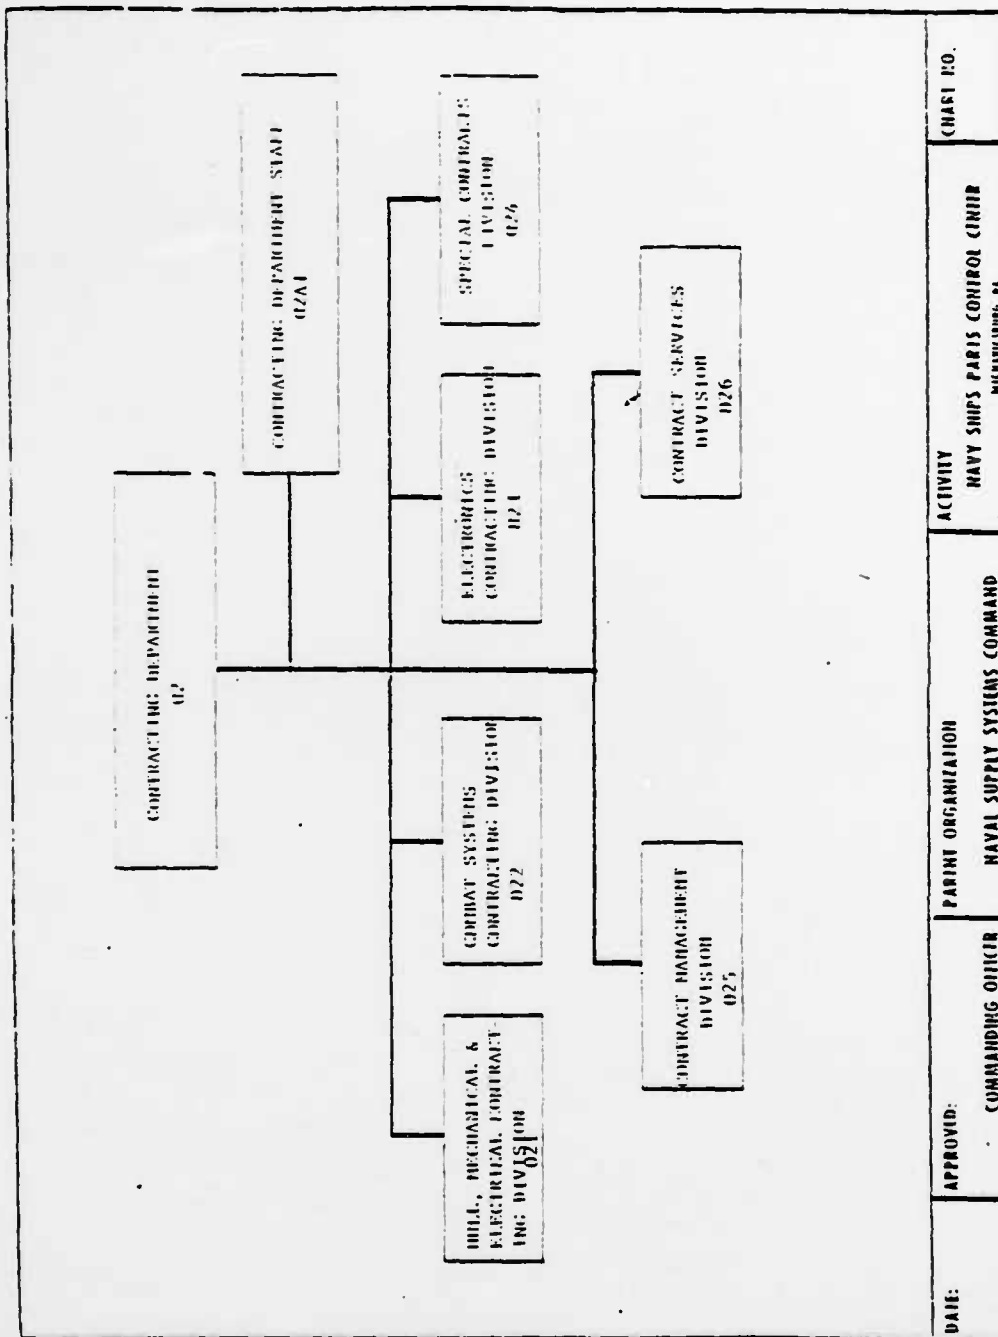 CONTRACTING DEPARTMENT
02
CONTRACTING DEPARTMENT STAFF
02A1
HULL, MECHANICAL &
ELECTRICAL CONTRACT-
ING DIVISION
021
COMBAT SYSTEMS
CONTRACTING DIVISION
022
ELECTRONICS
CONTRACTING DIVISION
SPECIAL CONTRACTS
DIVISION
024
CONTRACT MANAGEMENT
DIVISION
025
CONTRACT SERVICES
DIVISION
026
DATE:
APPROVED:
COMMANDING OFFICER
PARENT ORGANIZATION
NAVAL SUPPLY SYSTEMS COMMAND
ACTIVITY
NAVY SHIPS PARTS CONTROL CENTER
MECHANICSBURG PA
CHART NO.